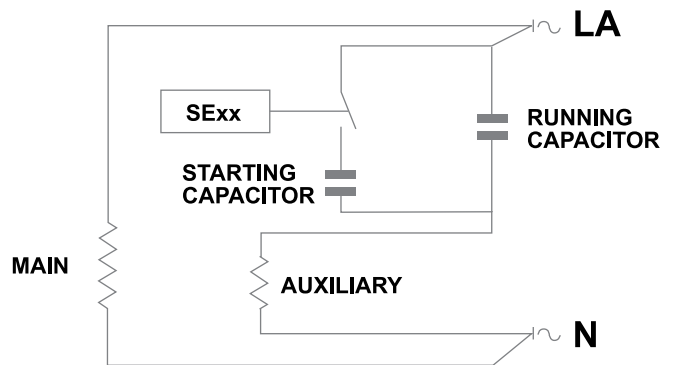 LA
SExx
RUNNING
CAPACITOR
STARTING
CAPACITOR
MAIN
AUXILIARY
N